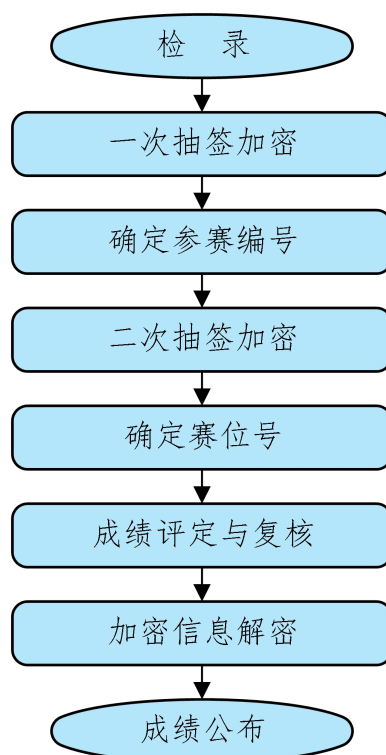 检 录
一次抽签加密
确定参赛编号
二次抽签加密
确定赛位号
成绩评定与复核
加密信息解密
成绩公布